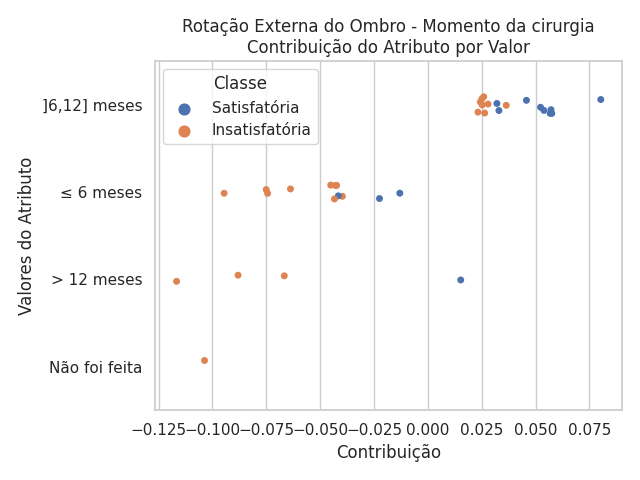 Rotação Externa do Ombro - Momento da cirurgia
Contribuição do Atributo por Valor
Classe
Satisfatória
Insatisfatória
Valores do Atributo
]6,12] meses
≤ 6 meses
> 12 meses
Não foi feita
−0.125 −0.100 −0.075 −0.050 −0.025 0.000 0.025 0.050 0.075
Contribuição